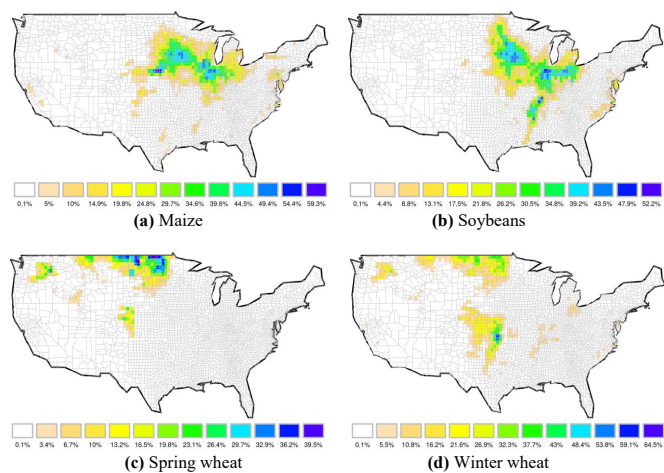 0.1% 5% 10% 14.9% 19.8% 24.8% 29.7% 34.6% 39.6% 44.5% 49.4% 54.4% 59.3%
(a) Maize
0.1% 4.4% 8.8% 13.1% 17.5% 21.8% 26.2% 30.5% 34.8% 39.2% 43.5% 47.9% 52.2%
(b) Soybeans
0.1% 3.4% 6.7% 10% 13.2% 16.5% 19.8% 23.1% 26.4% 29.7% 32.9% 36.2% 39.5%
(c) Spring wheat
0.1% 5.5% 10.8% 16.2% 21.6% 26.9% 32.3% 37.7% 43% 48.4% 53.8% 59.1% 64.5%
(d) Winter wheat